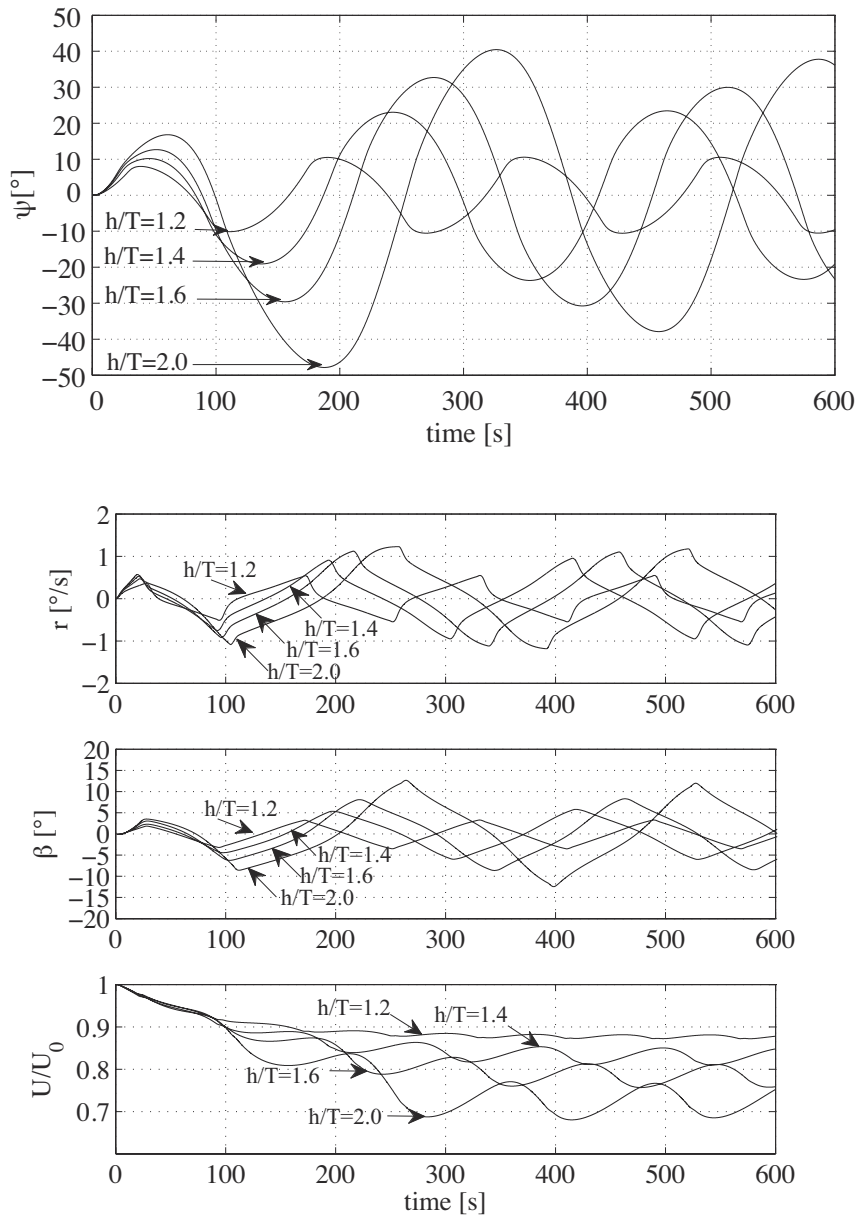 50
40
30
20
10
0
−10
−20
−30
−40
−50
ψ[°]
h/T=1.2
h/T=1.4
h/T=1.6
h/T=2.0
0 100 200 300 400 500 600
time [s]
2
1
0
−1
−2
r [°/s]
h/T=1.2
h/T=1.4
h/T=1.6
h/T=2.0
0 100 200 300 400 500 600
20
15
10
5
0
−5
−10
−15
−20
β [°]
h/T=1.2
h/T=1.4
h/T=1.6
h/T=2.0
0 100 200 300 400 500 600
1
0.9
0.8
0.7
U/U0
h/T=1.2
h/T=1.4
h/T=1.6
h/T=2.0
0 100 200 300 400 500 600
time [s]